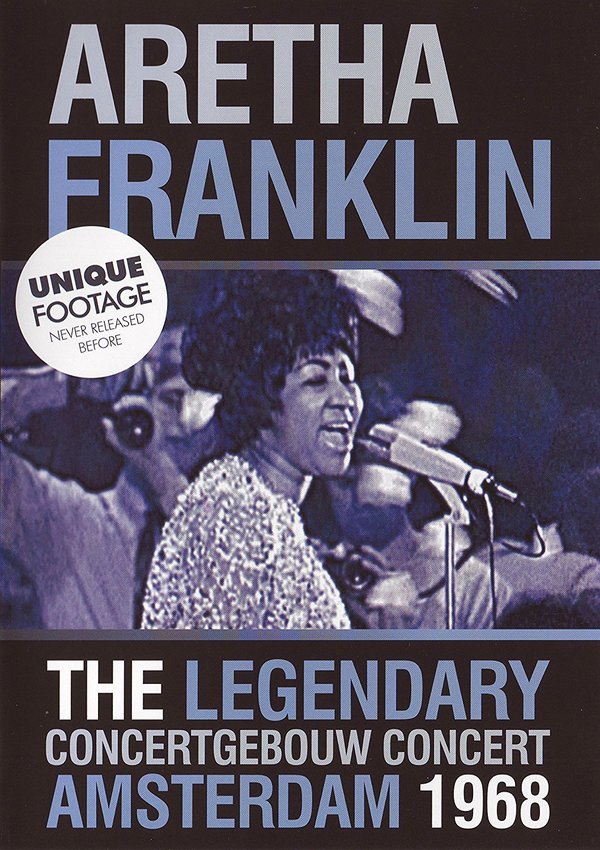 ARETHA
FRANKLIN
UNIQUE
FOOTAGE
NEVER RELEASED
BEFORE
THE LEGENDARY
CONCERTGEBOUW CONCERT
AMSTERDAM 1968